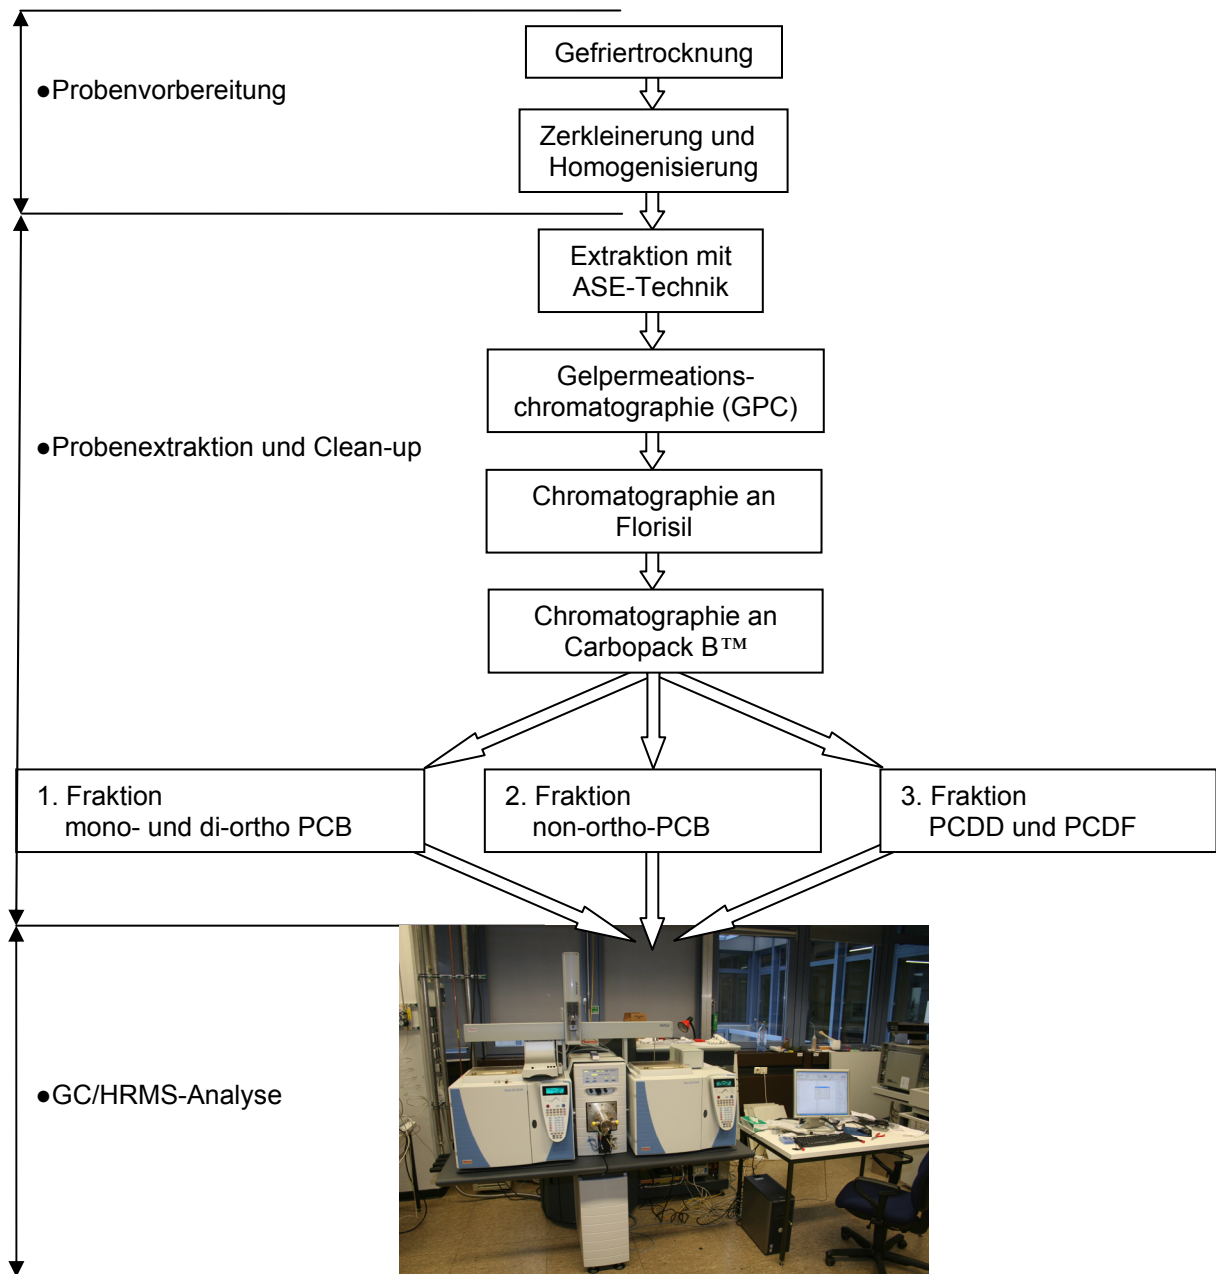 Gefriertrocknung
●Probenvorbereitung
Zerkleinerung und
Homogenisierung
Extraktion mit
ASE-Technik
Gelpermeations-
chromatographie (GPC)
●Probenextraktion und Clean-up
Chromatographie an
Florisil
Chromatographie an
Carbopack B™
1. Fraktion
mono- und di-ortho PCB
2. Fraktion
non-ortho-PCB
3. Fraktion
PCDD und PCDF
●GC/HRMS-Analyse